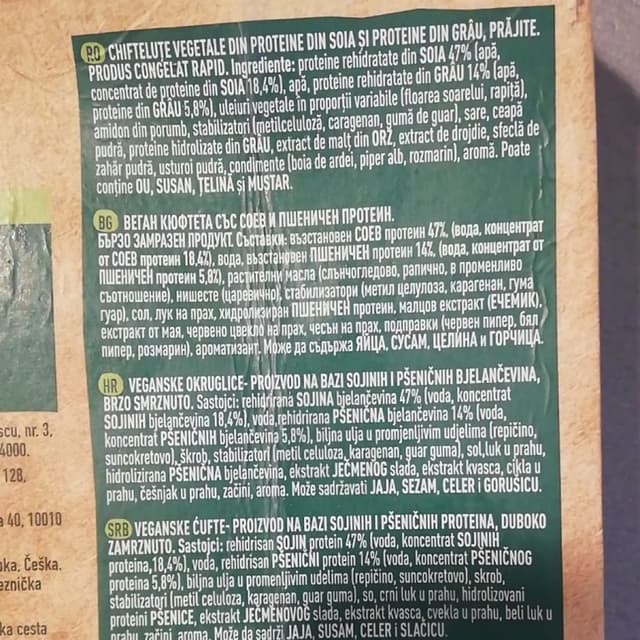 RO CHIFTELUȚE VEGETALE DIN PROTEINE DIN SOIA ȘI PROTEINE DIN GRÂU, PRĂJITE.
PRODUS CONGELAT RAPID. Ingrediente: proteine rehidratate din SOIA 47% (apă,
concentrat de proteine din SOIA 18,4%), apă, proteine rehidratate din GRÂU 14% (apă,
proteine din GRÂU 5,8%), uleiuri vegetale în proporții variabile (floarea soarelui, rapiță),
amidon din porumb, stabilizatori (metilceluloză, caragenan, gumă de guar), sare, ceapă
pudră, proteine hidrolizate din GRÂU, extract de malț din ORZ, extract de drojdie, sfeclă de
zahăr pudră, usturoi pudră, condimente (boia de ardei, piper alb, rozmarin), aromă. Poate
conține OU, SUSAN, ȚELINĂ și MUȘTAR.
BG ВЕГАН КЮФТЕТА СЪС СОЕВ И ПШЕНИЧЕН ПРОТЕИН.
БЪРЗО ЗАМРАЗЕН ПРОДУКТ. Съставки: възстановен СОЕВ протеин 47%, (вода, концентрат
от СОЕВ протеин 18,4%), вода, възстановен ПШЕНИЧЕН протеин 14%, (вода, концентрат от
ПШЕНИЧЕН протеин 5,8%), растителни масла (слънчогледово, рапично, в променливо
съотношение), нишесте (царевично), стабилизатори (метил целулоза, карагенан, гума
гуар), сол, лук на прах, хидролизиран ПШЕНИЧЕН протеин, малцов екстракт (ЕЧЕМИК),
екстракт от мая, червено цвекло на прах, чесън на прах, подправки (червен пипер, бял
пипер, розмарин), ароматизант. Може да съдържа ЯЙЦА, СУСАМ, ЦЕЛИНА и ГОРЧИЦА.
HR VEGANSKE OKRUGLICE- PROIZVOD NA BAZI SOJINIH I PŠENIČNIH BJELANČEVINA,
BRZO SMRZNUTO. Sastojci: rehidrirana SOJINA bjelančevina 47% (voda, koncentrat
SOJINIH bjelančevina 18,4%), voda,rehidrirana PŠENIČNA bjelančevina 14% (voda,
koncentrat PŠENIČNIH bjelančevina 5,8%), biljna ulja u promjenljivim udjelima (repičino,
suncokretovo), škrob, stabilizatori (metil celuloza, karagenan, guar guma), sol,luk u prahu,
hidrolizirana PŠENIČNA bjelančevina, ekstrakt JEČMENOG slada, ekstrakt kvasca, cikla u
prahu, češnjak u prahu, začini, aroma. Može sadržavati JAJA, SEZAM, CELER i GORUŠICU.
SRB VEGANSKE ĆUFTE- PROIZVOD NA BAZI SOJINIH I PŠENIČNIH PROTEINA, DUBOKO
ZAMRZNUTO. Sastojci: rehidrisan SOJIN protein 47% (voda, koncentrat SOJINIH
proteina,18,4%), voda, rehidrisan PŠENIČNI protein 14% (voda, koncentrat PŠENIČNOG
proteina 5,8%), biljna ulja u promenljivim udelima (repičino, suncokretovo), skrob,
stabilizatori (metil celuloza, karagenan, guar guma), so, crni luk u prahu, hidrolizovani
proteini PŠENICE, ekstrakt JEČMENOVOG slada, ekstrakt kvasca, cvekla u prahu, beli luk u
prahu, začini, aroma. Može da sadrži JAJA, SUSAM, CELER i SLAČICU.
scu, nr. 3,
4000.
128,
a 40, 10010
Češka.
eznička
ka cesta